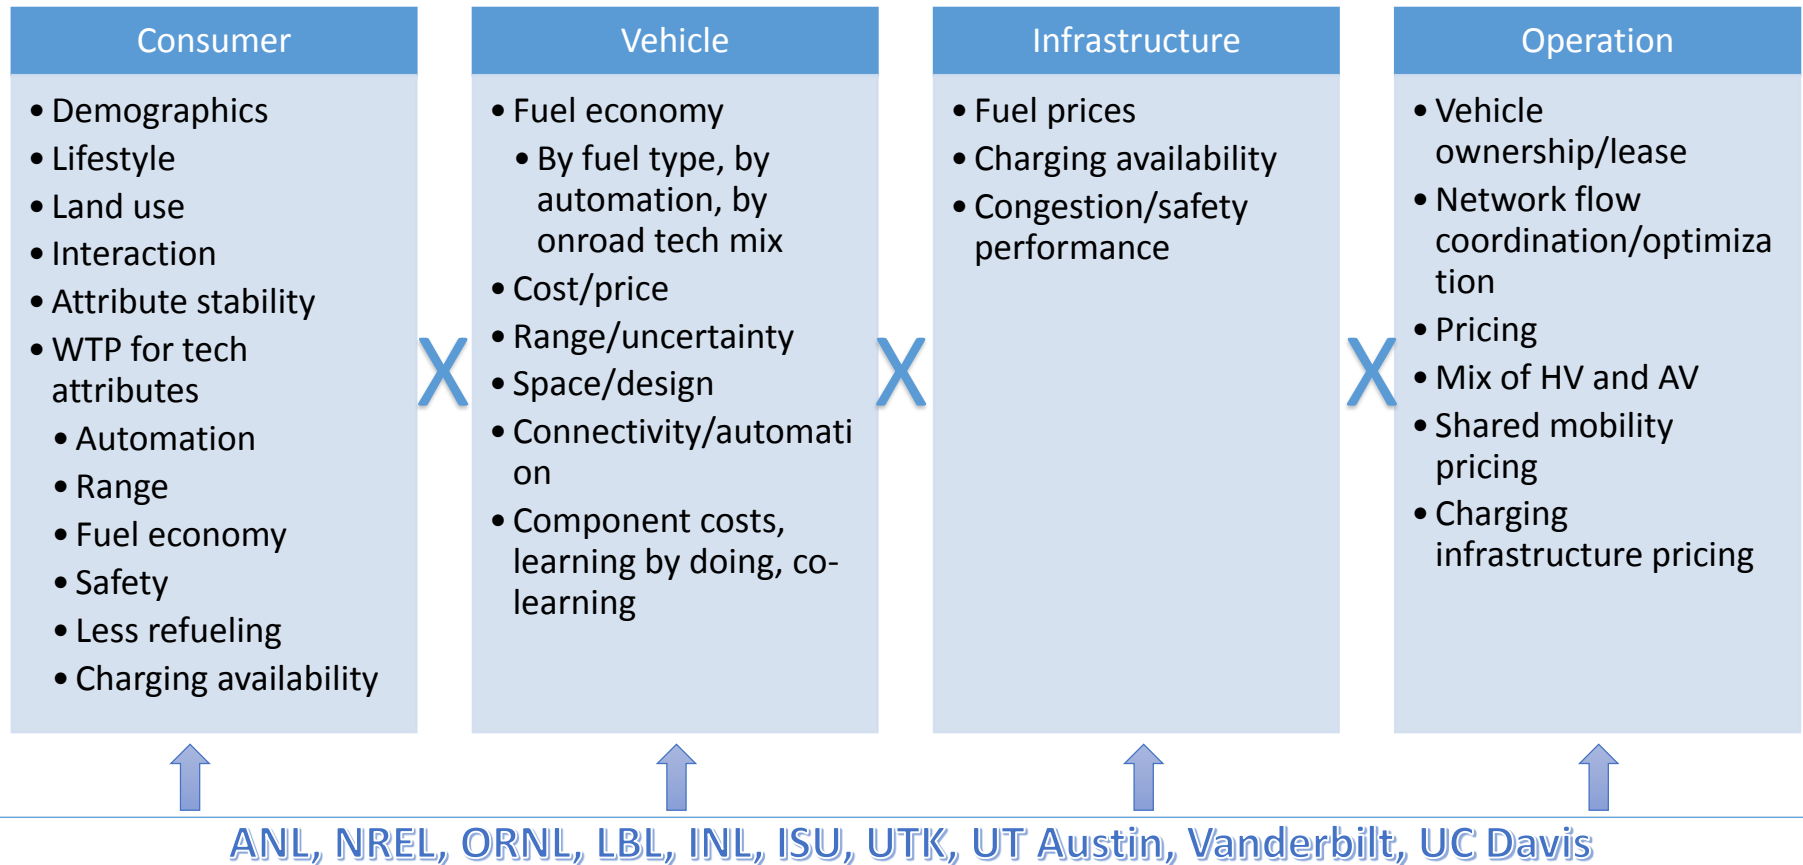 Consumer
• Demographics
• Lifestyle
• Land use
• Interaction
• Attribute stability
• WTP for tech
attributes
• Automation
• Range
• Fuel economy
• Safety
• Less refueling
• Charging availability
X
Vehicle
• Fuel economy
• By fuel type, by
automation, by
onroad tech mix
• Cost/price
• Range/uncertainty
• Space/design
• Connectivity/automati
on
• Component costs,
learning by doing, co-
learning
X
Infrastructure
• Fuel prices
• Charging availability
• Congestion/safety
performance
X
Operation
• Vehicle
ownership/lease
• Network flow
coordination/optimiza
tion
• Pricing
• Mix of HV and AV
• Shared mobility
pricing
• Charging
infrastructure pricing
ANL, NREL, ORNL, LBL, INL, ISU, UTK, UT Austin, Vanderbilt, UC Davis